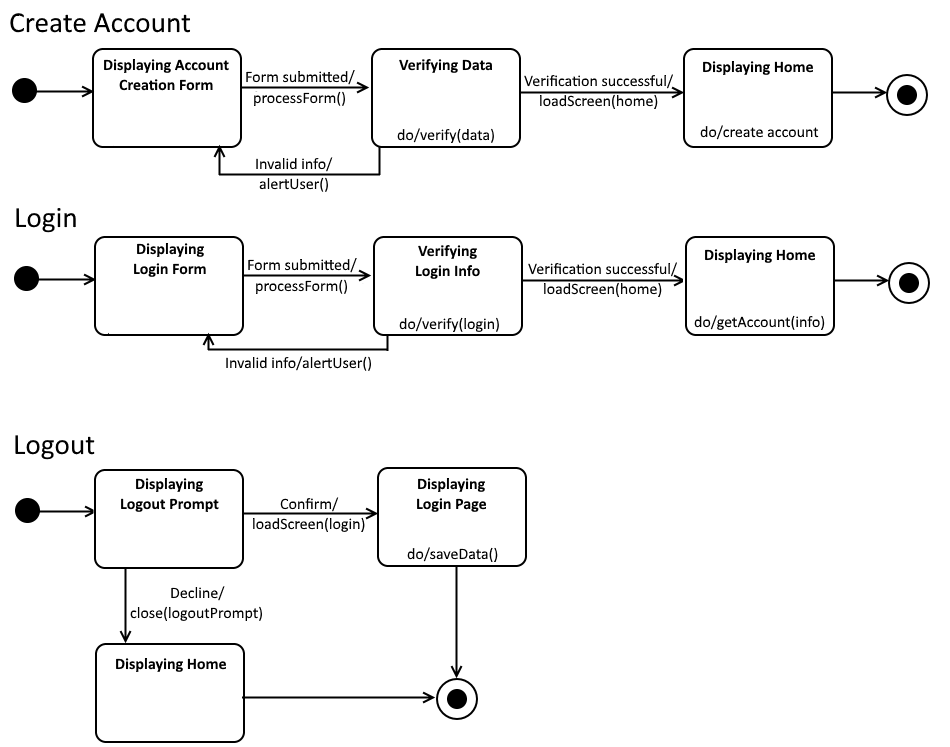 Create Account
Displaying Account
Creation Form
Form submitted/
processForm()
Verifying Data
do/verify(data)
Verification successful/
loadScreen(home)
Displaying Home
do/create account
Invalid info/
alertUser()
Login
Displaying
Login Form
Form submitted/
processForm()
Verifying
Login Info
do/verify(login)
Verification successful/
loadScreen(home)
Displaying Home
do/getAccount(info)
Invalid info/alertUser()
Logout
Displaying
Logout Prompt
Confirm/
loadScreen(login)
Displaying
Login Page
do/saveData()
Decline/
close(logoutPrompt)
Displaying Home